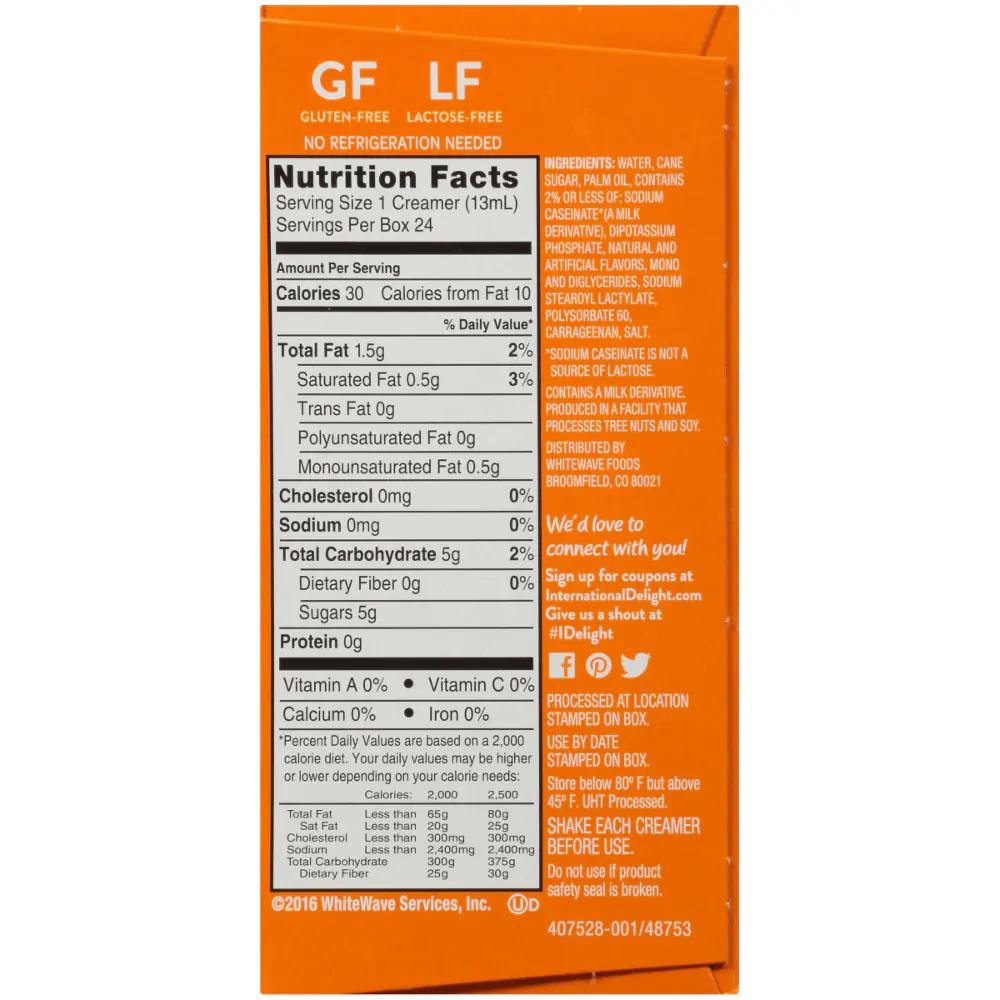 GF LF
GLUTEN-FREE LACTOSE-FREE
NO REFRIGERATION NEEDED
Nutrition Facts
Serving Size 1 Creamer (13mL)
Servings Per Box 24
Amount Per Serving
Calories 30 Calories from Fat 10
% Daily Value*
Total Fat 1.5g 2%
Saturated Fat 0.5g 3%
Trans Fat 0g
Polyunsaturated Fat 0g
Monounsaturated Fat 0.5g
Cholesterol 0mg 0%
Sodium 0mg 0%
Total Carbohydrate 5g 2%
Dietary Fiber 0g 0%
Sugars 5g
Protein 0g
Vitamin A 0% • Vitamin C 0%
Calcium 0% • Iron 0%
*Percent Daily Values are based on a 2,000
calorie diet. Your daily values may be higher
or lower depending on your calorie needs:
Calories: 2,000 2,500
Total Fat Less than 65g 80g
Sat Fat Less than 20g 25g
Cholesterol Less than 300mg 300mg
Sodium Less than 2,400mg 2,400mg
Total Carbohydrate 300g 375g
Dietary Fiber 25g 30g
©2016 WhiteWave Services, Inc. UD
INGREDIENTS: WATER, CANE
SUGAR, PALM OIL, CONTAINS
2% OR LESS OF: SODIUM
CASEINATE*(A MILK
DERIVATIVE), DIPOTASSIUM
PHOSPHATE, NATURAL AND
ARTIFICIAL FLAVORS, MONO
AND DIGLYCERIDES, SODIUM
STEAROYL LACTYLATE,
POLYSORBATE 60,
CARRAGEENAN, SALT.
*SODIUM CASEINATE IS NOT A
SOURCE OF LACTOSE.
CONTAINS A MILK DERIVATIVE.
PRODUCED IN A FACILITY THAT
PROCESSES TREE NUTS AND SOY.
DISTRIBUTED BY
WHITEWAVE FOODS
BROOMFIELD, CO 80021
We'd love to
connect with you!
Sign up for coupons at
InternationalDelight.com
Give us a shout at
#IDelight
PROCESSED AT LOCATION
STAMPED ON BOX.
USE BY DATE
STAMPED ON BOX.
Store below 80º F but above
45º F. UHT Processed.
SHAKE EACH CREAMER
BEFORE USE.
Do not use if product
safety seal is broken.
407528-001/48753